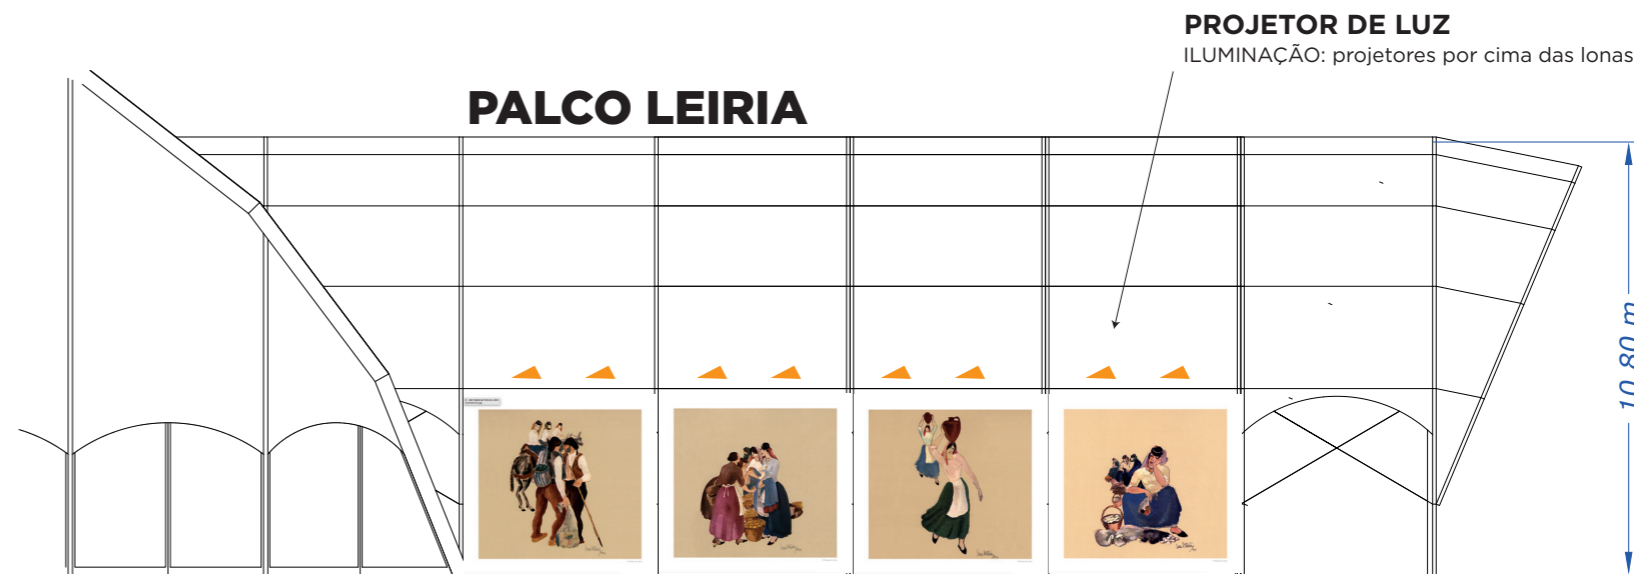 PROJETOR DE LUZ
ILUMINAÇÃO: projetores por cima das lonas
PALCO LEIRIA
10,80 m